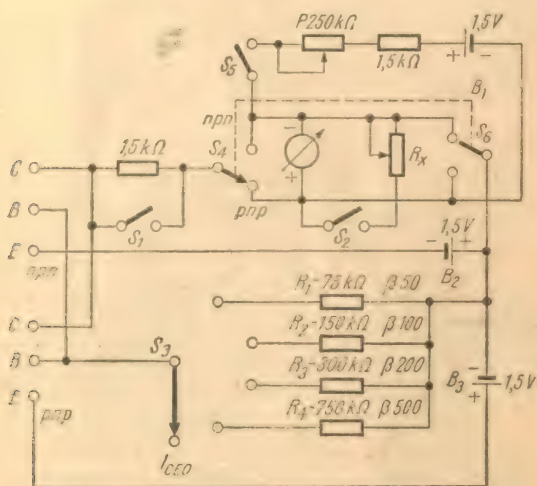 P250kΩ
1,5V
+ -
1,5kΩ
S5
B1
npn
S6
1,5kΩ
S4
-
+
Rx
C
B
E
npn
S1
pnp
S2
1,5V
- +
B2
R1-75kΩ β50
R2-150kΩ β100
R3-300kΩ β200
R4-750kΩ β500
C
B
E
pnp
S3
ICEO
B3
-
+
1,5V